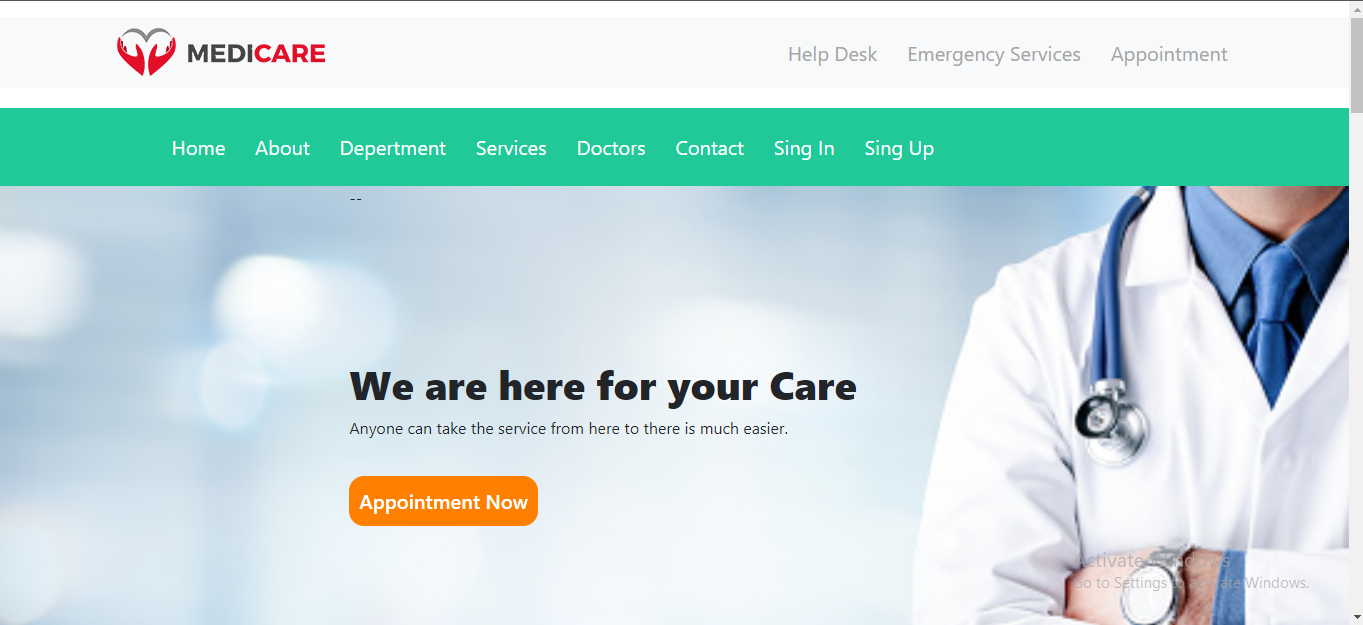 MEDICARE
Help Desk Emergency Services Appointment
Home About Depertment Services Doctors Contact Sing In Sing Up
--
We are here for your Care
Anyone can take the service from here to there is much easier.
Appointment Now
Activate Windows
Go to Settings to activate Windows.